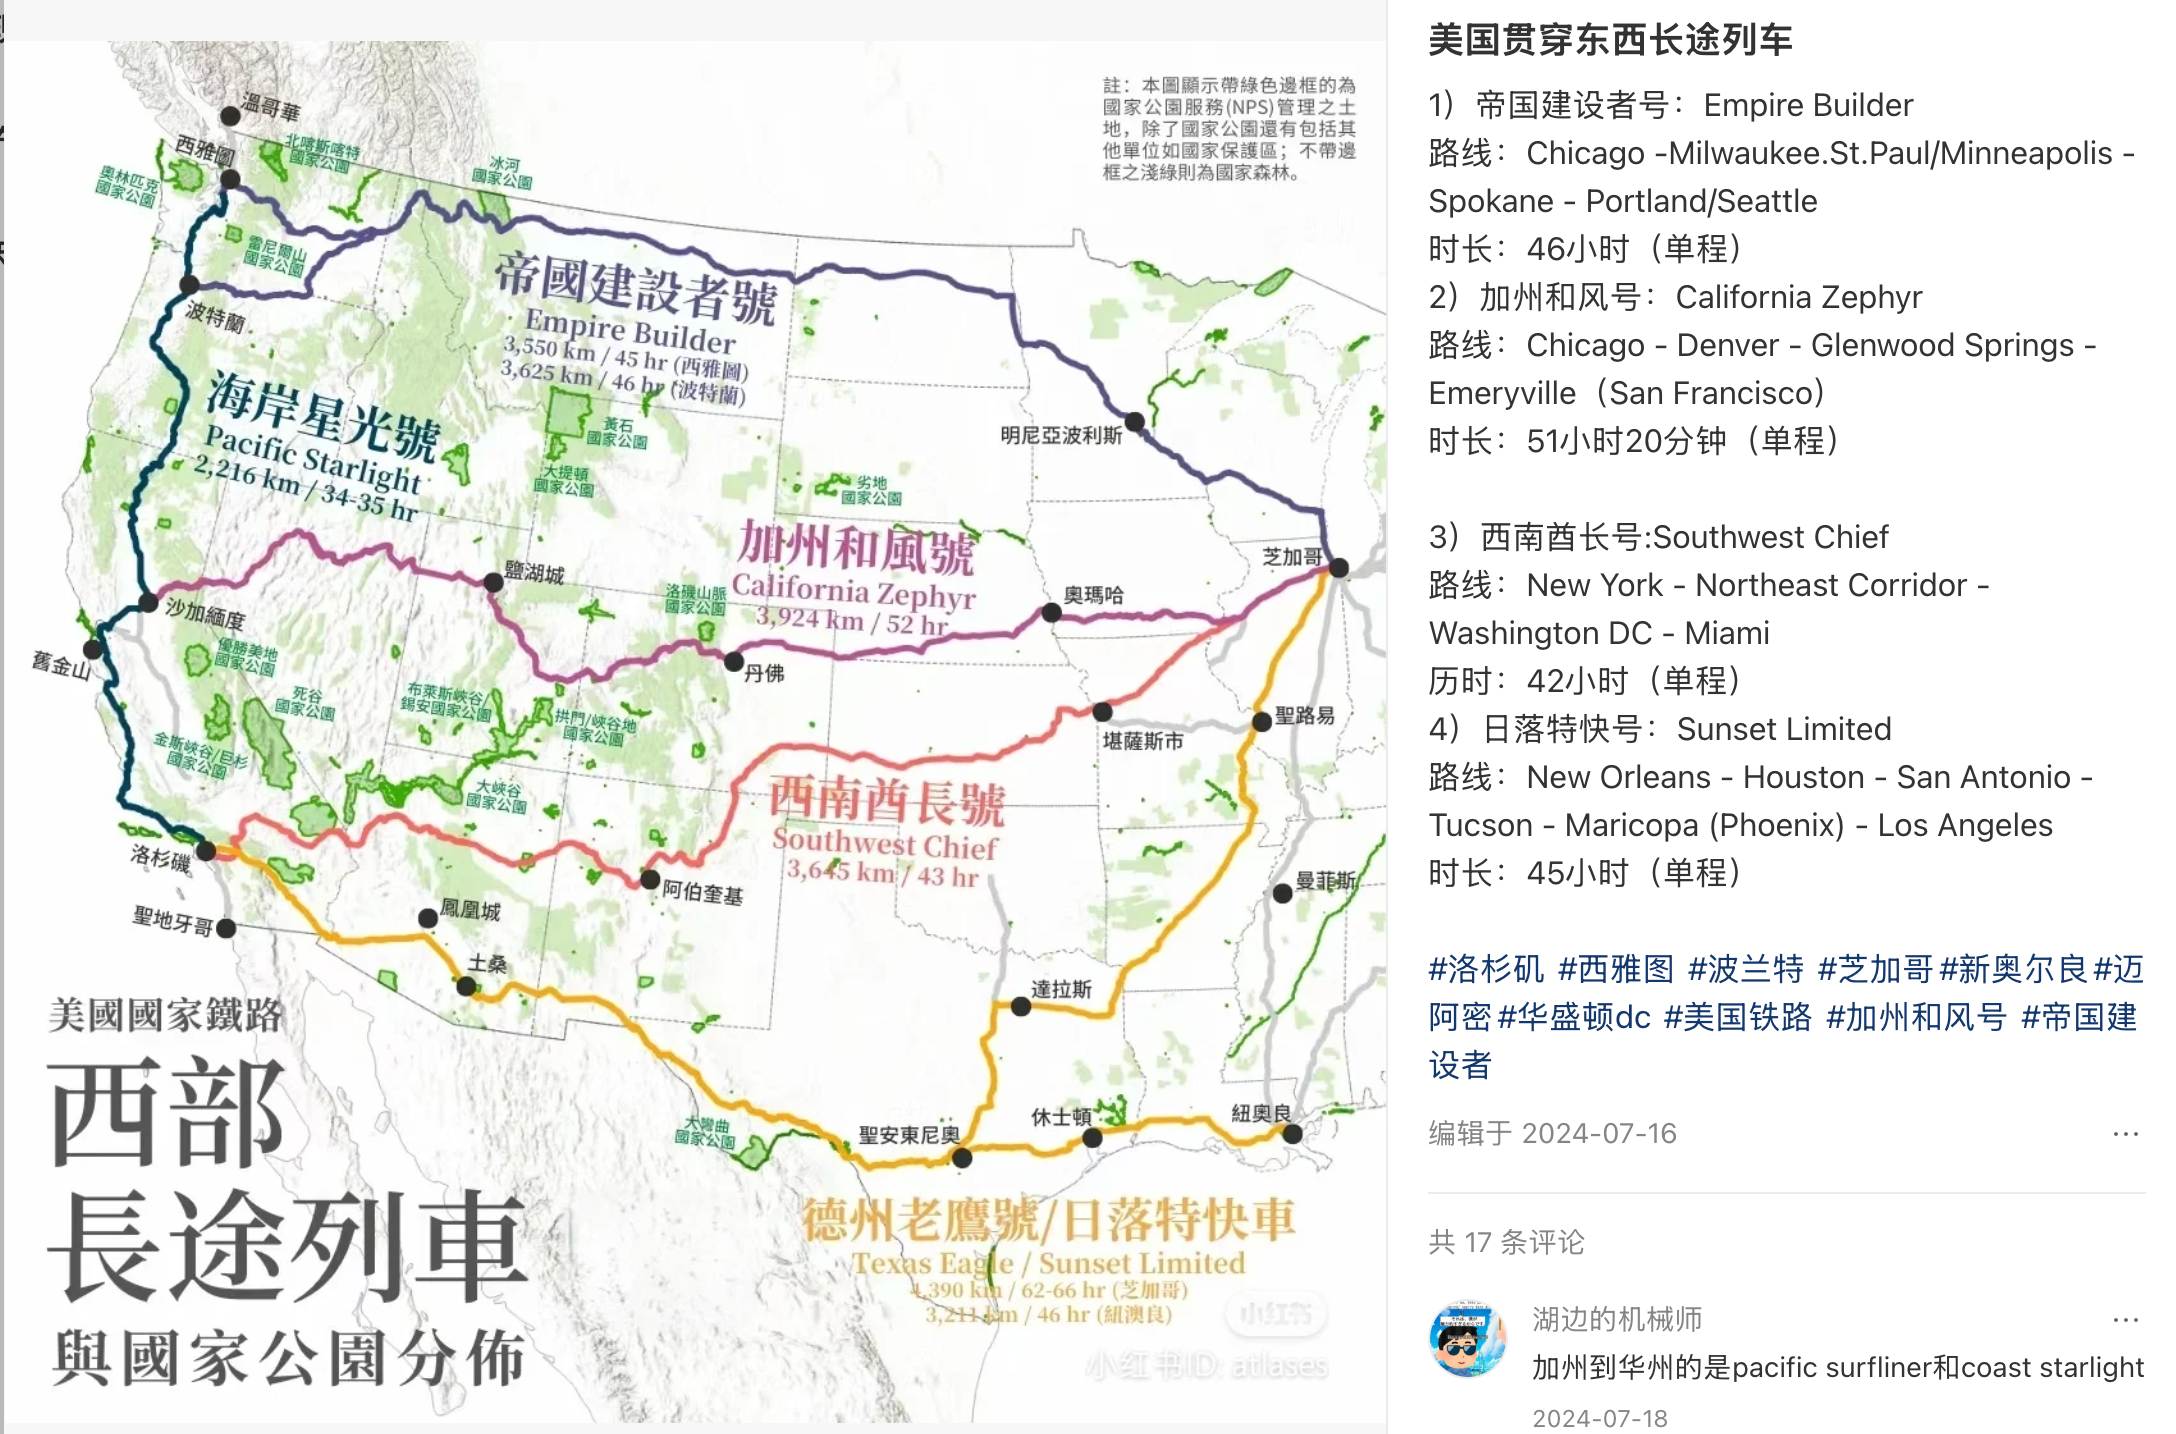 溫哥華
西雅圖
北喀斯喀特
國家公園
冰河
國家公園
奧林匹克
國家公園
雷尼爾山
國家公園
波特蘭
註：本圖顯示帶綠色邊框的為
國家公園服務(NPS)管理之土
地，除了國家公園還有包括其
他單位如國家保護區；不帶邊
框之淺綠則為國家森林。
帝國建設者號
Empire Builder
3,550 km / 45 hr (西雅圖)
3,625 km / 46 hr (波特蘭)
海岸星光號
Pacific Starlight
2,216 km / 34-35 hr
黃石
國家公園
大提頓
國家公園
劣地
國家公園
明尼亞波利斯
加州和風號
California Zephyr
3,924 km / 52 hr
芝加哥
鹽湖城
洛磯山脈
國家公園
奧瑪哈
沙加緬度
舊金山
優勝美地
國家公園
丹佛
死谷
國家公園
布萊斯峽谷/
錫安國家公園
拱門/峽谷地
國家公園
金斯峽谷/巨杉
國家公園
大峽谷
國家公園
堪薩斯市
聖路易
西南酋長號
Southwest Chief
3,645 km / 43 hr
洛杉磯
阿伯奎基
曼菲斯
聖地牙哥
鳳凰城
土桑
達拉斯
大彎曲
國家公園
聖安東尼奧
休士頓
紐奧良
德州老鷹號/日落特快車
Texas Eagle / Sunset Limited
4,390 km / 62-66 hr (芝加哥)
3,211 km / 46 hr (紐澳良)
美國國家鐵路
西部
長途列車
與國家公園分佈
小红书
小红书ID: atlases
美国贯穿东西长途列车
1）帝国建设者号：Empire Builder
路线：Chicago -Milwaukee.St.Paul/Minneapolis -
Spokane - Portland/Seattle
时长：46小时（单程）
2）加州和风号：California Zephyr
路线：Chicago - Denver - Glenwood Springs -
Emeryville（San Francisco）
时长：51小时20分钟（单程）
3）西南酋长号:Southwest Chief
路线：New York - Northeast Corridor -
Washington DC - Miami
历时：42小时（单程）
4）日落特快号：Sunset Limited
路线：New Orleans - Houston - San Antonio -
Tucson - Maricopa (Phoenix) - Los Angeles
时长：45小时（单程）
#洛杉矶 #西雅图 #波兰特 #芝加哥#新奥尔良#迈
阿密#华盛顿dc #美国铁路 #加州和风号 #帝国建
设者
编辑于 2024-07-16
共 17 条评论
湖边的机械师
加州到华州的是pacific surfliner和coast starlight
2024-07-18